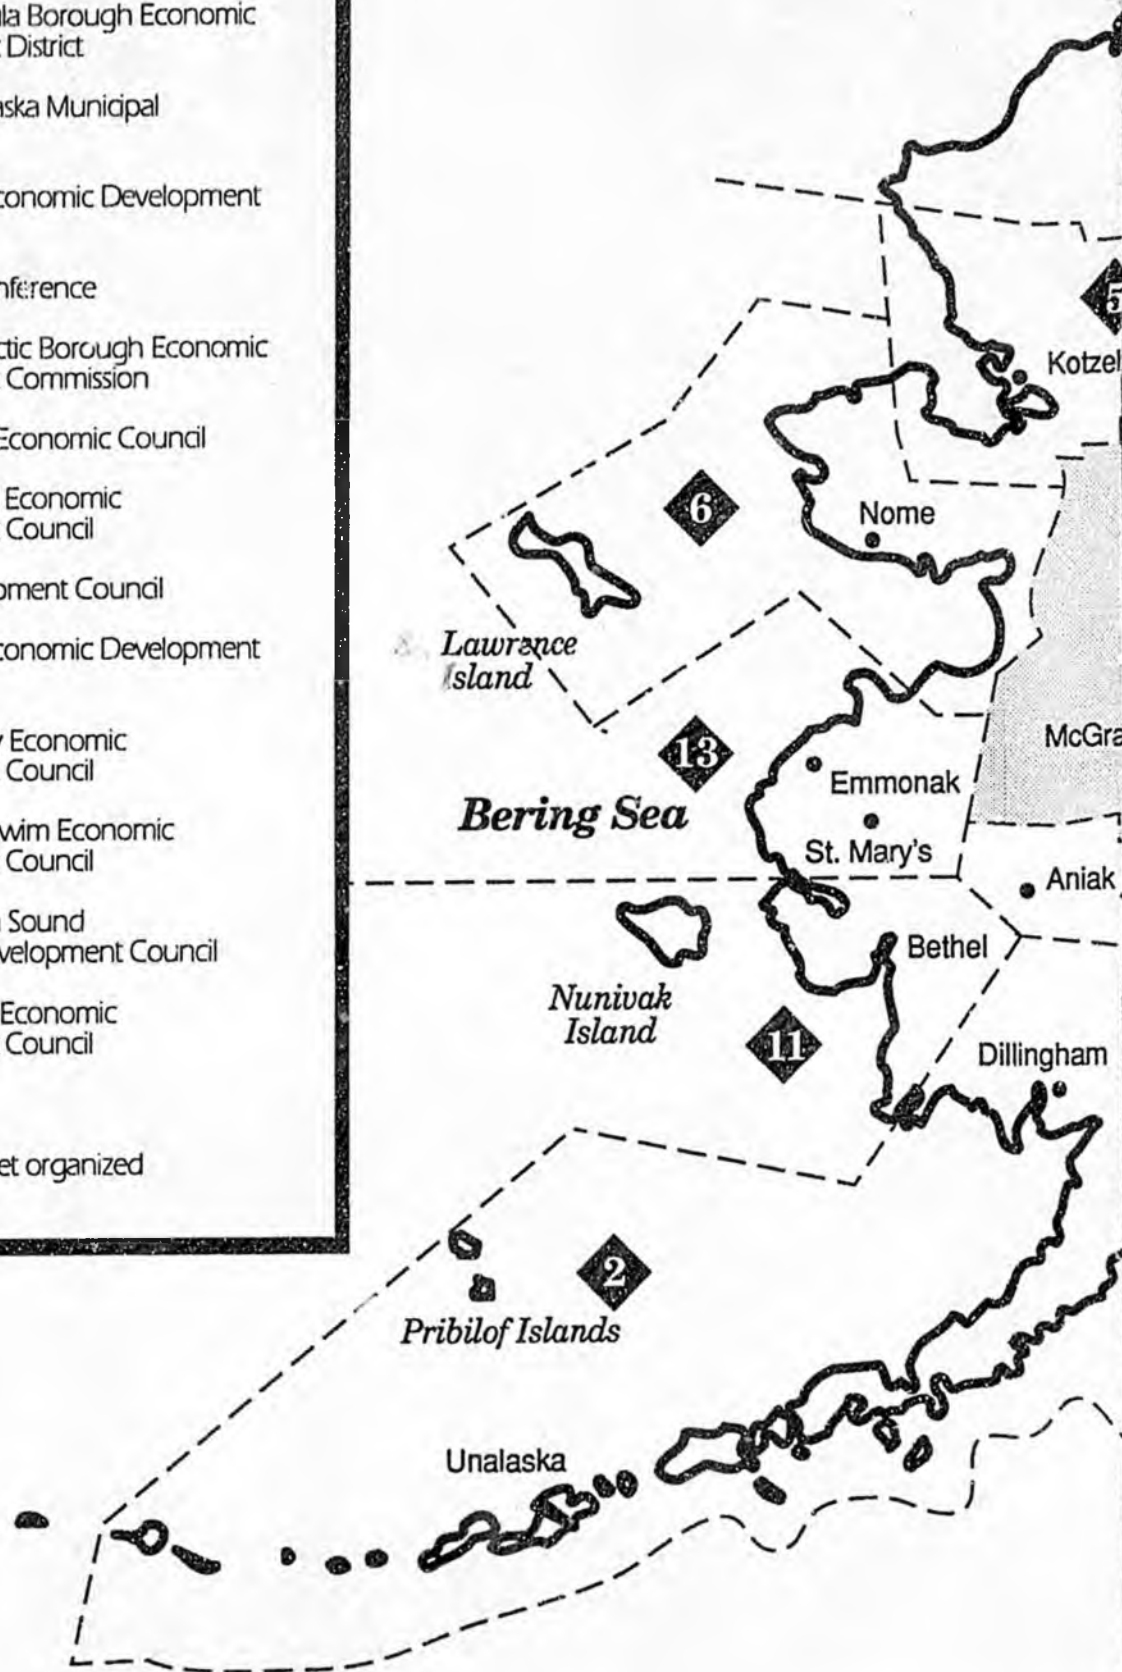 la Borough Economic
District
ska Municipal
conomic Development
nference
ctic Borough Economic
Commission
Economic Council
Economic
Council
pment Council
conomic Development
y Economic
Council
wim Economic
Council
Sound
velopment Council
Economic
Council
et organized
5
Kotzel
6
Nome
Lawrence
Island
McGra
13
Emmonak
Bering Sea
St. Mary's
Aniak
Bethel
Nunivak
Island
11
Dillingham
2
Pribilof Islands
Unalaska